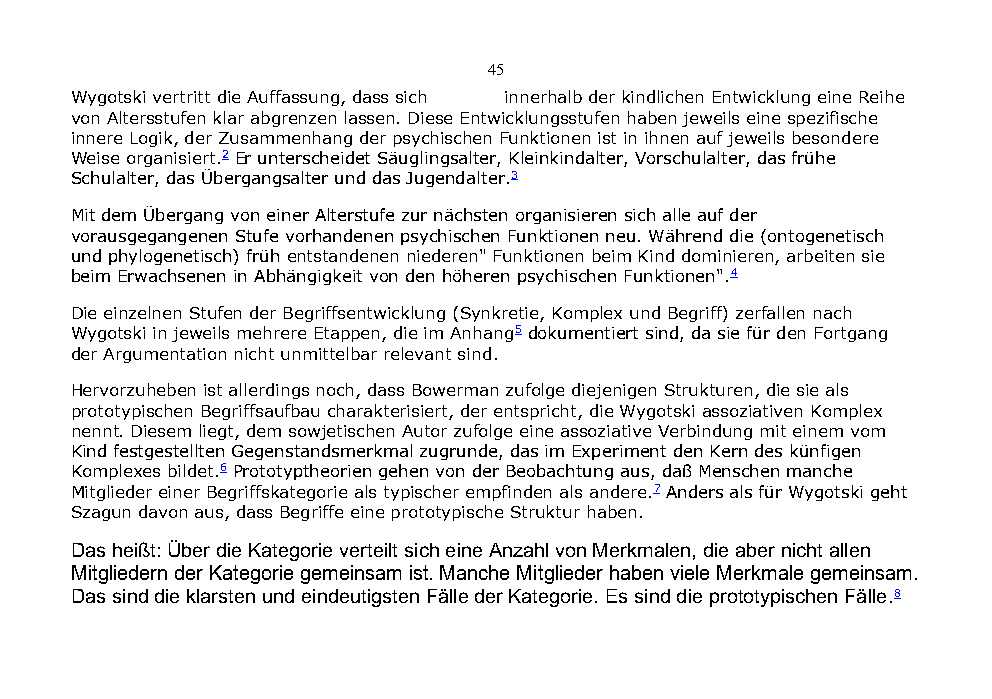 45
Wygotski vertritt die Auffassung, dass sich innerhalb der kindlichen Entwicklung eine Reihe
von Altersstufen klar abgrenzen lassen. Diese Entwicklungsstufen haben jeweils eine spezifische
innere Logik, der Zusammenhang der psychischen Funktionen ist in ihnen auf jeweils besondere
Weise organisiert.2 Er unterscheidet Säuglingsalter, Kleinkindalter, Vorschulalter, das frühe
Schulalter, das Übergangsalter und das Jugendalter.3
Mit dem Übergang von einer Alterstufe zur nächsten organisieren sich alle auf der
vorausgegangenen Stufe vorhandenen psychischen Funktionen neu. Während die (ontogenetisch
und phylogenetisch) früh entstandenen niederen" Funktionen beim Kind dominieren, arbeiten sie
beim Erwachsenen in Abhängigkeit von den höheren psychischen Funktionen".4
Die einzelnen Stufen der Begriffsentwicklung (Synkretie, Komplex und Begriff) zerfallen nach
Wygotski in jeweils mehrere Etappen, die im Anhang5 dokumentiert sind, da sie für den Fortgang
der Argumentation nicht unmittelbar relevant sind.
Hervorzuheben ist allerdings noch, dass Bowerman zufolge diejenigen Strukturen, die sie als
prototypischen Begriffsaufbau charakterisiert, der entspricht, die Wygotski assoziativen Komplex
nennt. Diesem liegt, dem sowjetischen Autor zufolge eine assoziative Verbindung mit einem vom
Kind festgestellten Gegenstandsmerkmal zugrunde, das im Experiment den Kern des künfigen
Komplexes bildet.6 Prototyptheorien gehen von der Beobachtung aus, daß Menschen manche
Mitglieder einer Begriffskategorie als typischer empfinden als andere.7 Anders als für Wygotski geht
Szagun davon aus, dass Begriffe eine prototypische Struktur haben.
Das heißt: Über die Kategorie verteilt sich eine Anzahl von Merkmalen, die aber nicht allen
Mitgliedern der Kategorie gemeinsam ist. Manche Mitglieder haben viele Merkmale gemeinsam.
Das sind die klarsten und eindeutigsten Fälle der Kategorie. Es sind die prototypischen Fälle.8